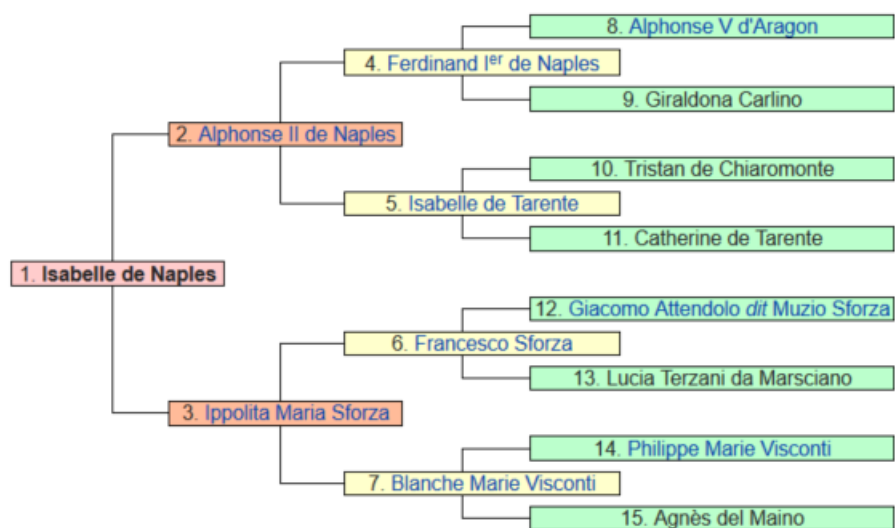 8. Alphonse V d'Aragon
4. Ferdinand Iᵉʳ de Naples
9. Giraldona Carlino
2. Alphonse II de Naples
10. Tristan de Chiaromonte
5. Isabelle de Tarente
11. Catherine de Tarente
1. Isabelle de Naples
12. Giacomo Attendolo dit Muzio Sforza
6. Francesco Sforza
13. Lucia Terzani da Marsciano
3. Ippolita Maria Sforza
14. Philippe Marie Visconti
7. Blanche Marie Visconti
15. Agnès del Maino